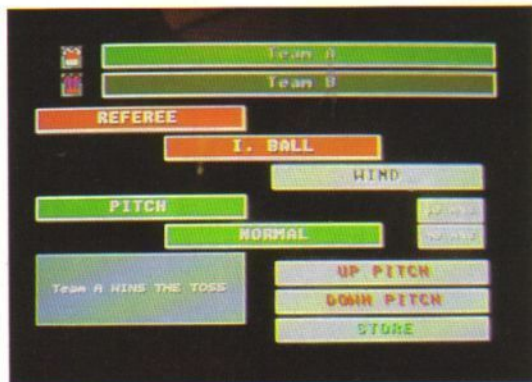 Team A
Team B
REFEREE
I. BALL
WIND
PITCH
NORMAL
Team A WINS THE TOSS
UP PITCH
DOWN PITCH
STORE